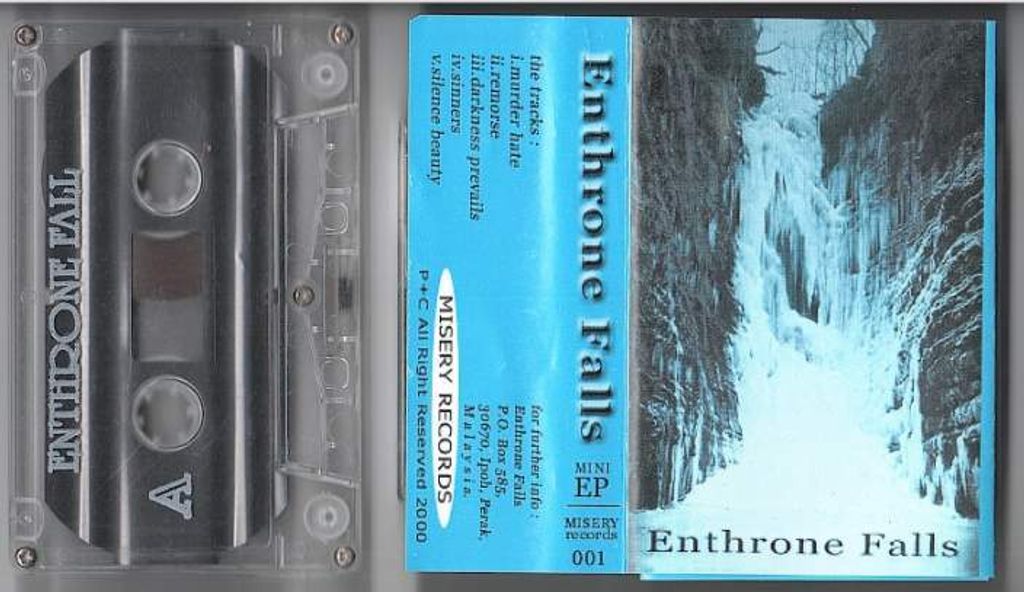 ENTHRONE FALL
A
the tracks :
i.murder hate
ii.remorse
iii.darkness prevails
iv.sinners
v.silence beauty
MISERY RECORDS
P+C All Right Reserved 2000
for further info :
Enthrone Falls
P.O. Box 585,
30670, Ipoh, Perak,
Malaysia.
Enthrone Falls
MINI
EP
MISERY
records
001
Enthrone Falls